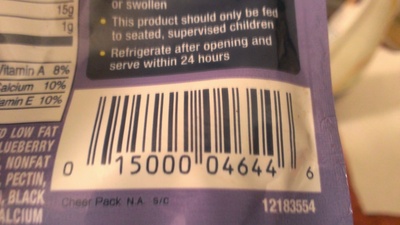 or swollen
• This product should only be fed
to seated, supervised children
• Refrigerate after opening and
serve within 24 hours
15g
1g
Vitamin A 8%
Calcium 10%
amin E 10%
D LOW FAT
LUEBERRY
, NONFAT
, PECTIN,
, BLACK
ALCIUM
0 15000 04644 6
Cheer Pack N.A. S/C
12183554